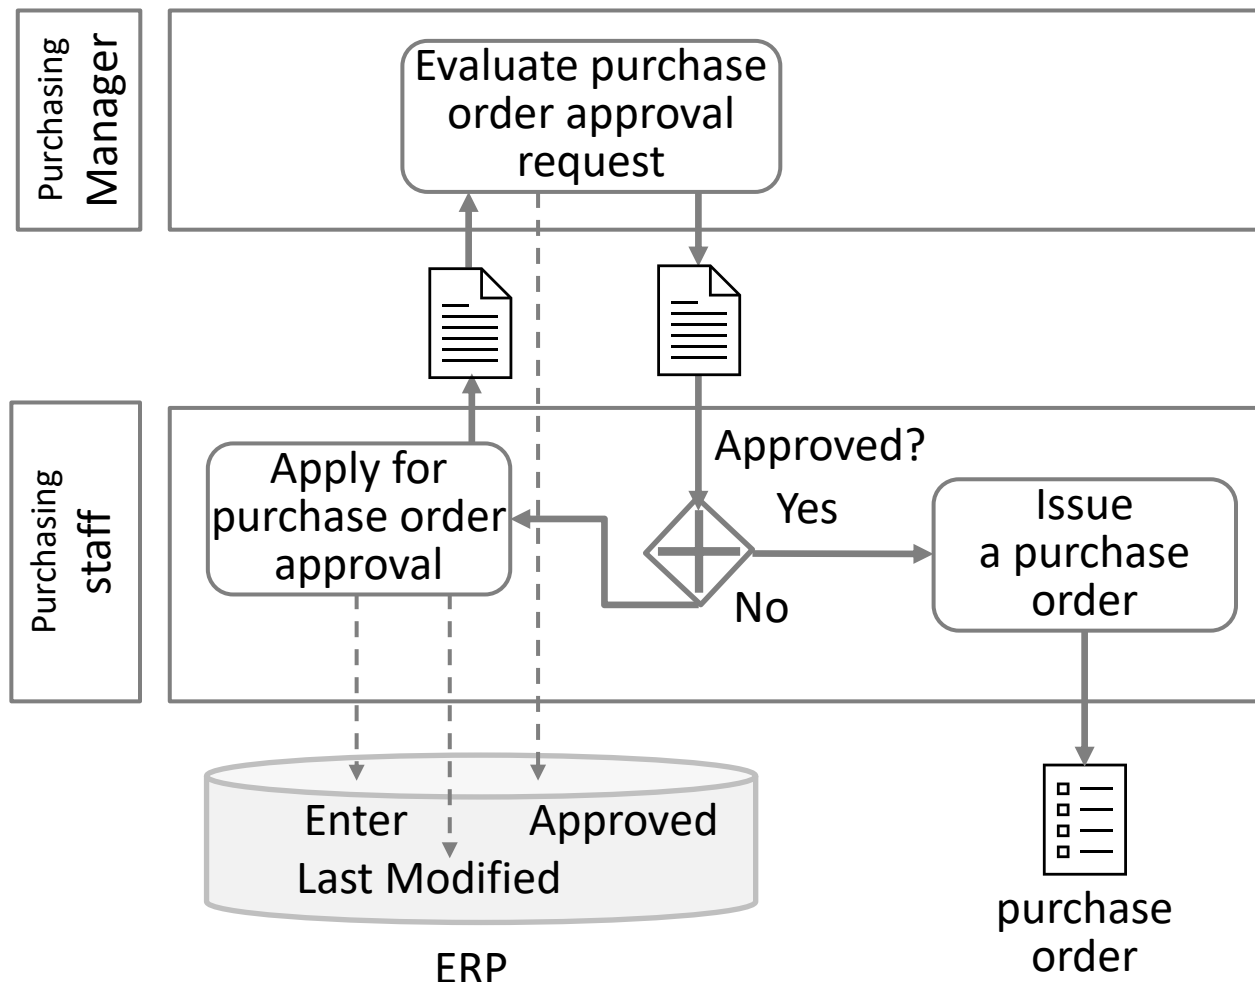 Purchasing
Manager
Evaluate purchase
order approval
request
Purchasing
staff
Apply for
purchase order
approval
Approved?
Yes
No
Issue
a purchase
order
Enter
Approved
Last Modified
ERP
purchase
order